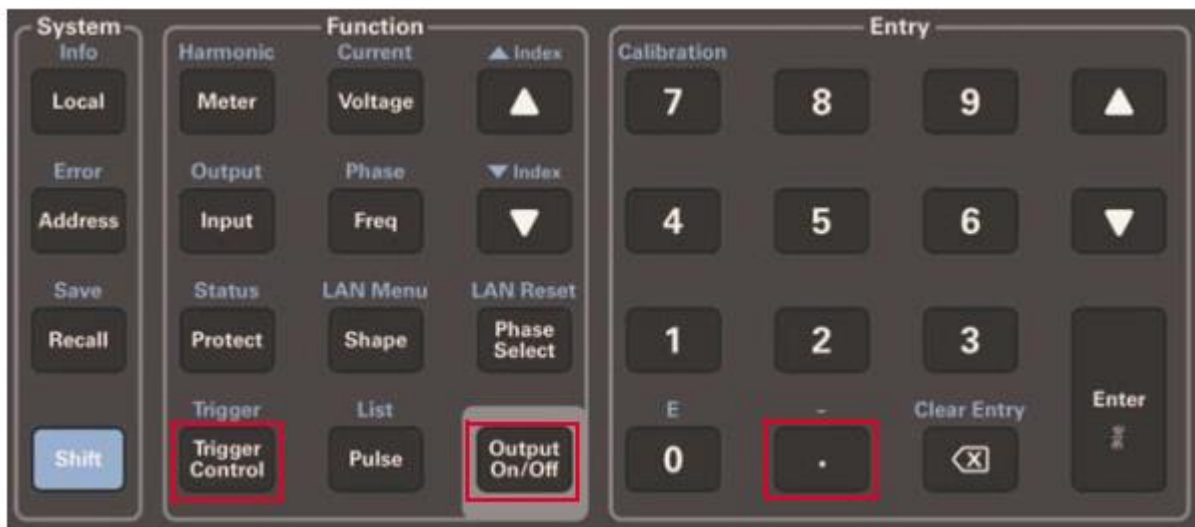 System Function Entry
Info Harmonic Current ▲ Index Calibration
Local Meter Voltage ▲ 7 8 9 ▲
Error Output Phase ▼ Index
Address Input Freq ▼ 4 5 6 ▼
Save Status LAN Menu LAN Reset
Recall Protect Shape Phase Select 1 2 3
Trigger List E - Clear Entry Enter
Shift Trigger Control Pulse Output On/Off 0 .